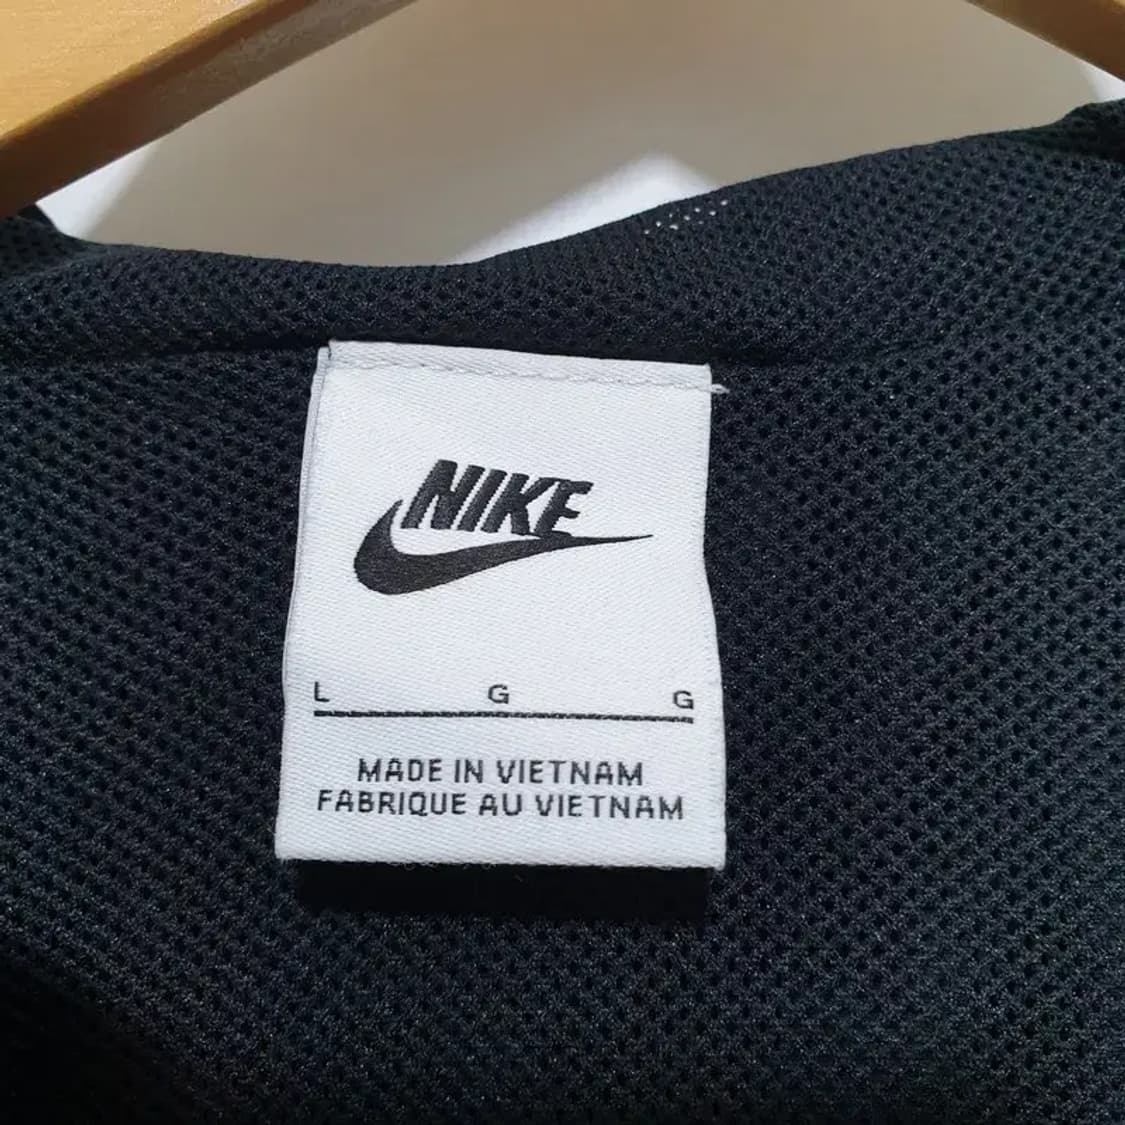 NIKE
L G G
MADE IN VIETNAM
FABRIQUE AU VIETNAM